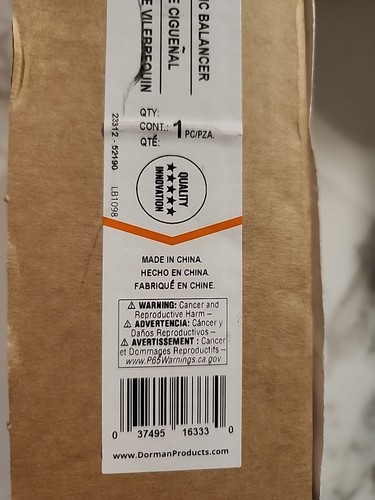 IC BALANCER
E CIGUEÑAL
E VILEBREQUIN
QTY:
CONT.: 1 PC/PZA.
QTÉ:
23312 - 52190 LB1098
QUALITY
★★★★★
INNOVATION
MADE IN CHINA.
HECHO EN CHINA.
FABRIQUÉ EN CHINE.
⚠ WARNING: Cancer and
Reproductive Harm –
⚠ ADVERTENCIA: Cáncer y
Daños Reproductivos –
⚠ AVERTISSEMENT : Cancer
et Dommages Reproductifs –
www.P65Warnings.ca.gov
0 37495 16333 0
www.DormanProducts.com